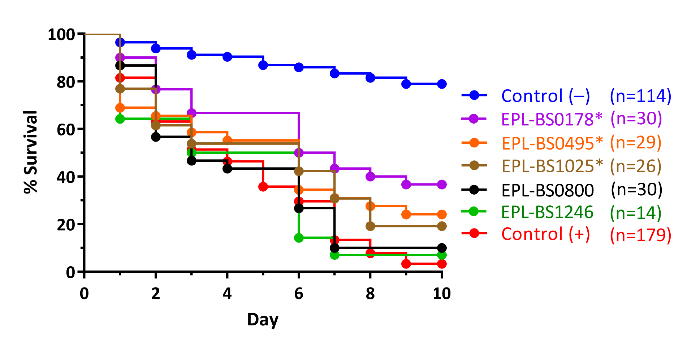 100
80
60
40
20
0
% Survival
0 2 4 6 8 10
Day
Control (–) (n=114)
EPL-BS0178* (n=30)
EPL-BS0495* (n=29)
EPL-BS1025* (n=26)
EPL-BS0800 (n=30)
EPL-BS1246 (n=14)
Control (+) (n=179)